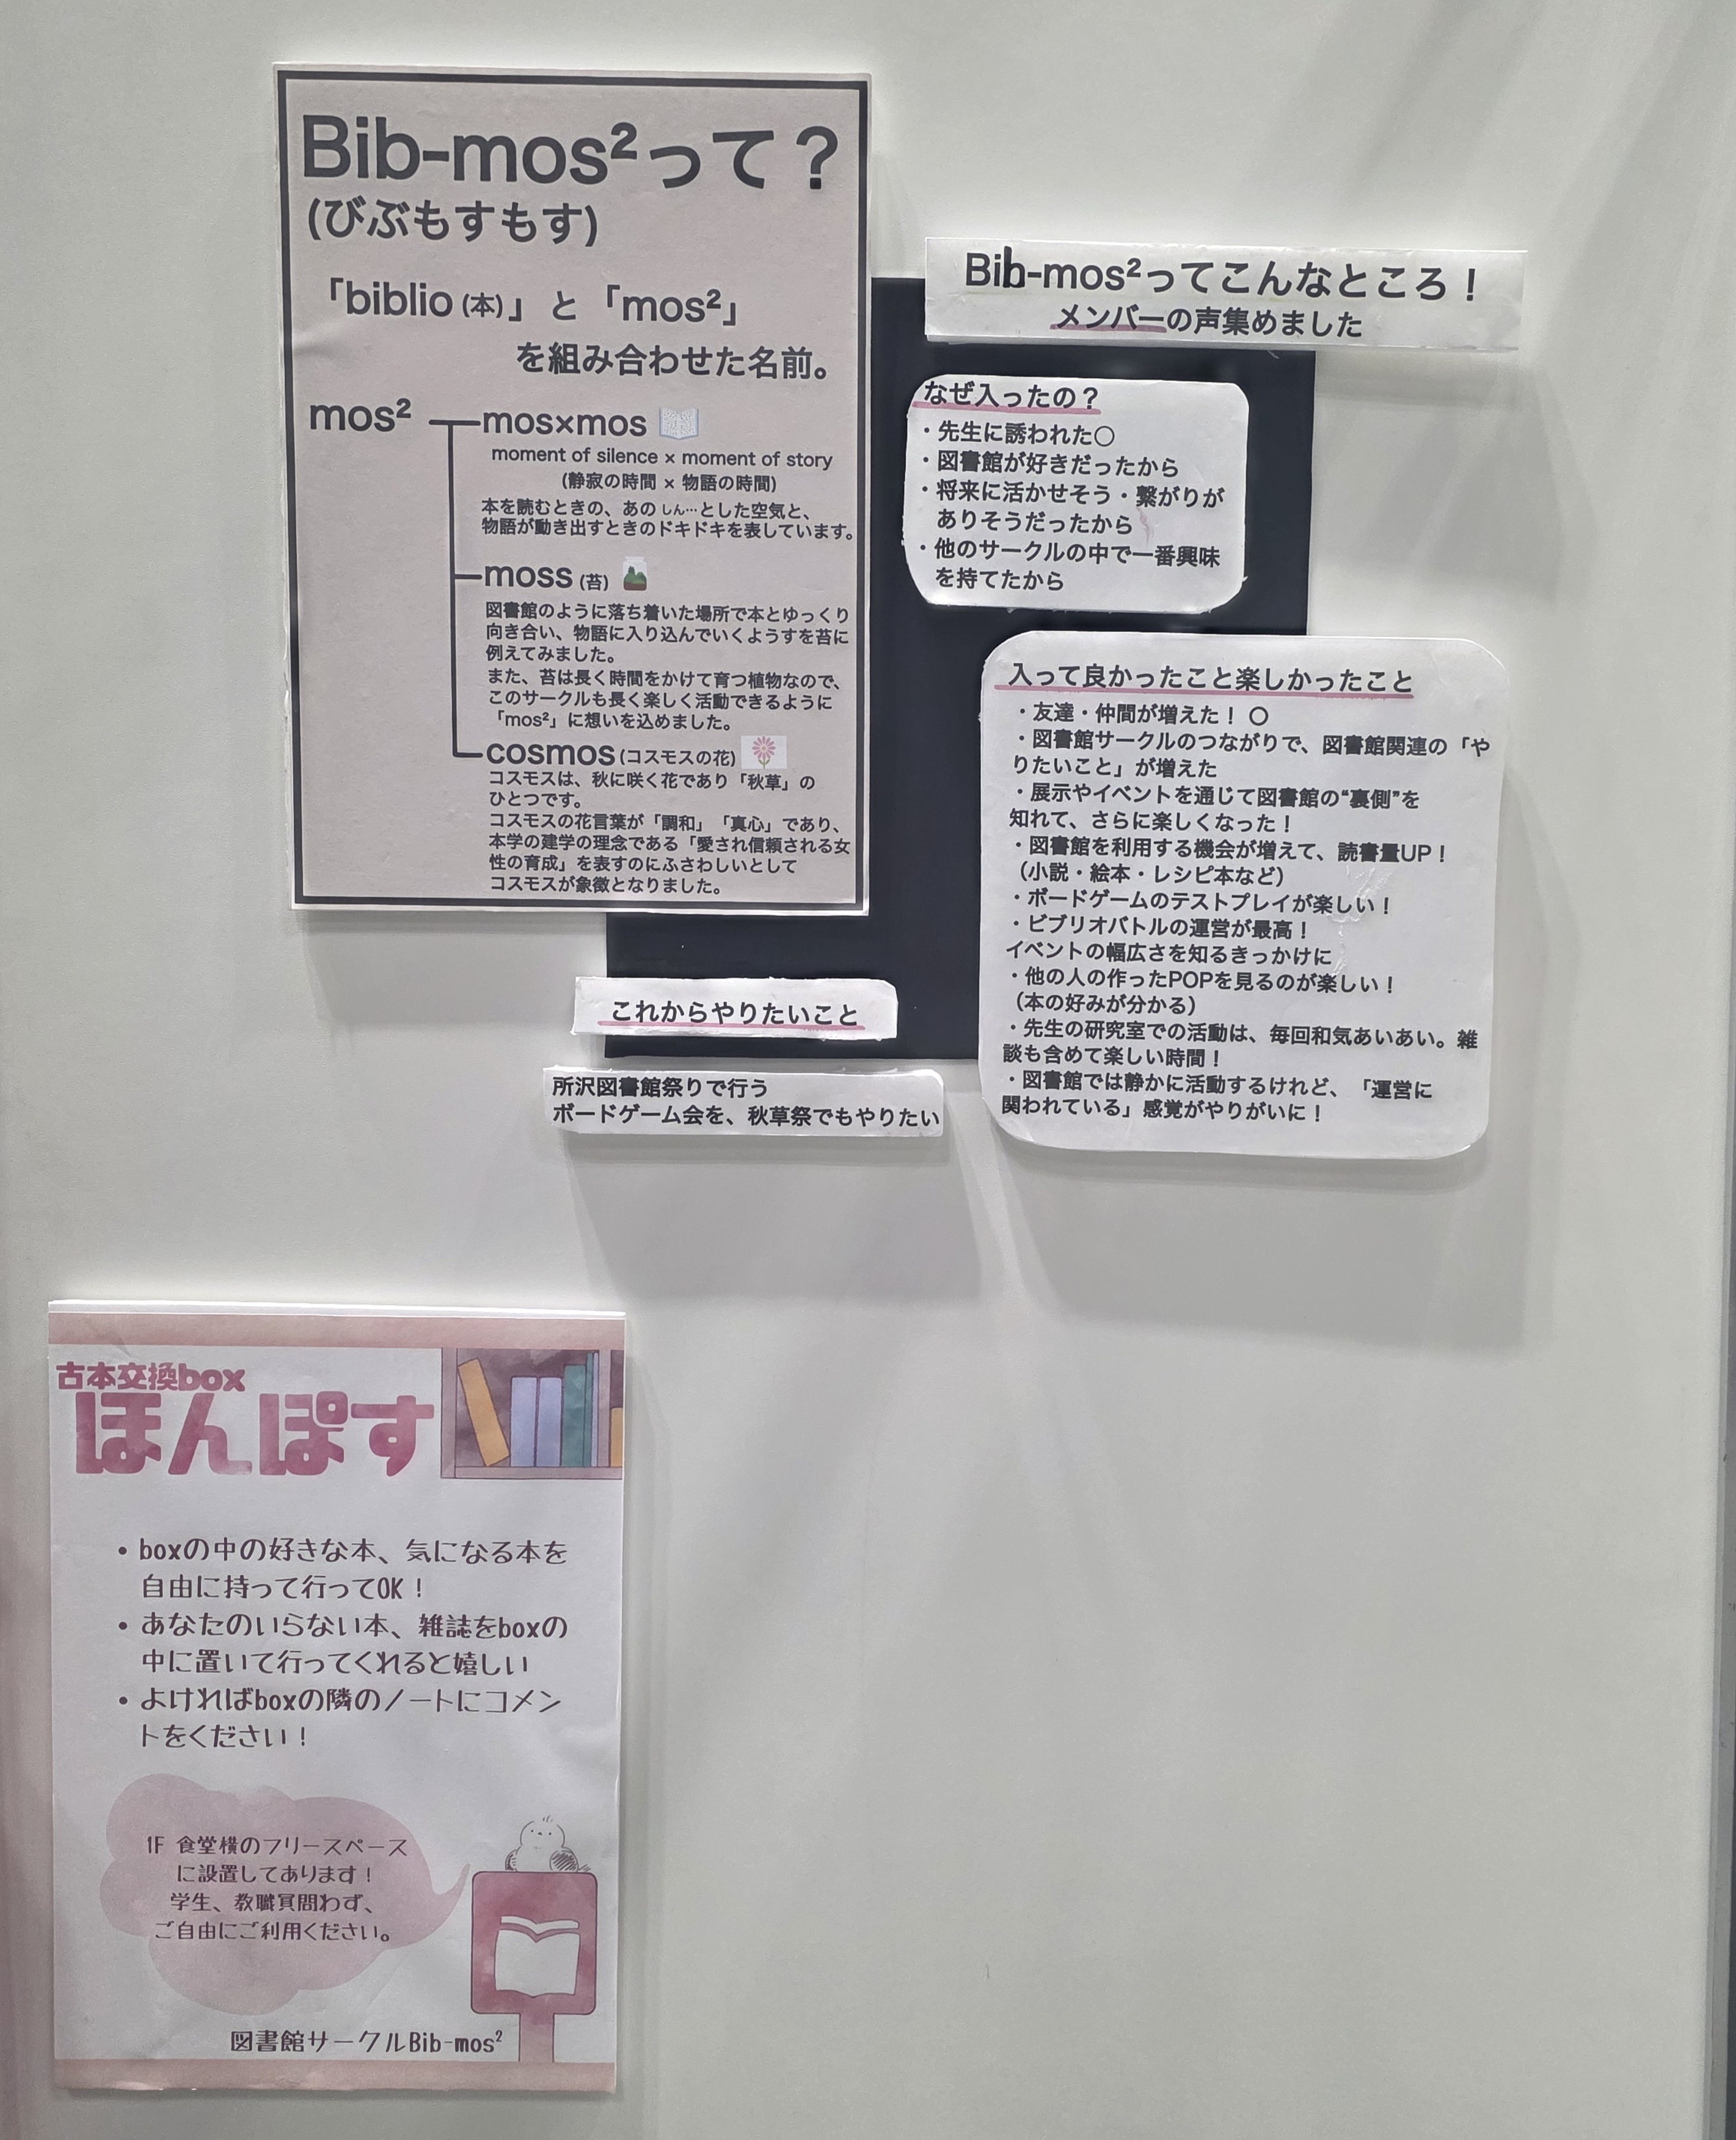 Bib-mos²って？
(びぶもすもす)
「biblio (本)」と「mos²」
を組み合わせた名前。
mos²
mos×mos
moment of silence × moment of story
(静寂の時間 × 物語の時間)
本を読むときの、あの しん… とした空気と、
物語が動き出すときのドキドキを表しています。
moss (苔)
図書館のように落ち着いた場所で本とゆっくり
向き合い、物語に入り込んでいくようすを苔に
例えてみました。
また、苔は長く時間をかけて育つ植物なので、
このサークルも長く楽しく活動できるように
「mos²」に想いを込めました。
cosmos (コスモスの花)
コスモスは、秋に咲く花であり「秋草」の
ひとつです。
コスモスの花言葉が「調和」「真心」であり、
本学の建学の理念である「愛され信頼される女
性の育成」を表すのにふさわしいとして
コスモスが象徴となりました。
Bib-mos²ってこんなところ！
メンバーの声集めました
なぜ入ったの？
・先生に誘われた○
・図書館が好きだったから
・将来に活かせそう・繋がりが
ありそうだったから
・他のサークルの中で一番興味
を持てたから
入って良かったこと楽しかったこと
・友達・仲間が増えた！ ○
・図書館サークルのつながりで、図書館関連の「や
りたいこと」が増えた
・展示やイベントを通じて図書館の“裏側”を
知れて、さらに楽しくなった！
・図書館を利用する機会が増えて、読書量UP！
（小説・絵本・レシピ本など）
・ボードゲームのテストプレイが楽しい！
・ビブリオバトルの運営が最高！
イベントの幅広さを知るきっかけに
・他の人の作ったPOPを見るのが楽しい！
（本の好みが分かる）
・先生の研究室での活動は、毎回和気あいあい。雑
談も含めて楽しい時間！
・図書館では静かに活動するけれど、「運営に
関われている」感覚がやりがいに！
これからやりたいこと
所沢図書館祭りで行う
ボードゲーム会を、秋草祭でもやりたい
古本交換box
ほんぽす
• boxの中の好きな本、気になる本を
自由に持って行ってOK！
• あなたのいらない本、雑誌をboxの
中に置いて行ってくれると嬉しい
• よければboxの隣のノートにコメン
トをください！
1F 食堂横のフリースペース
に設置してあります！
学生、教職員問わず、
ご自由にご利用ください。
図書館サークルBib-mos²